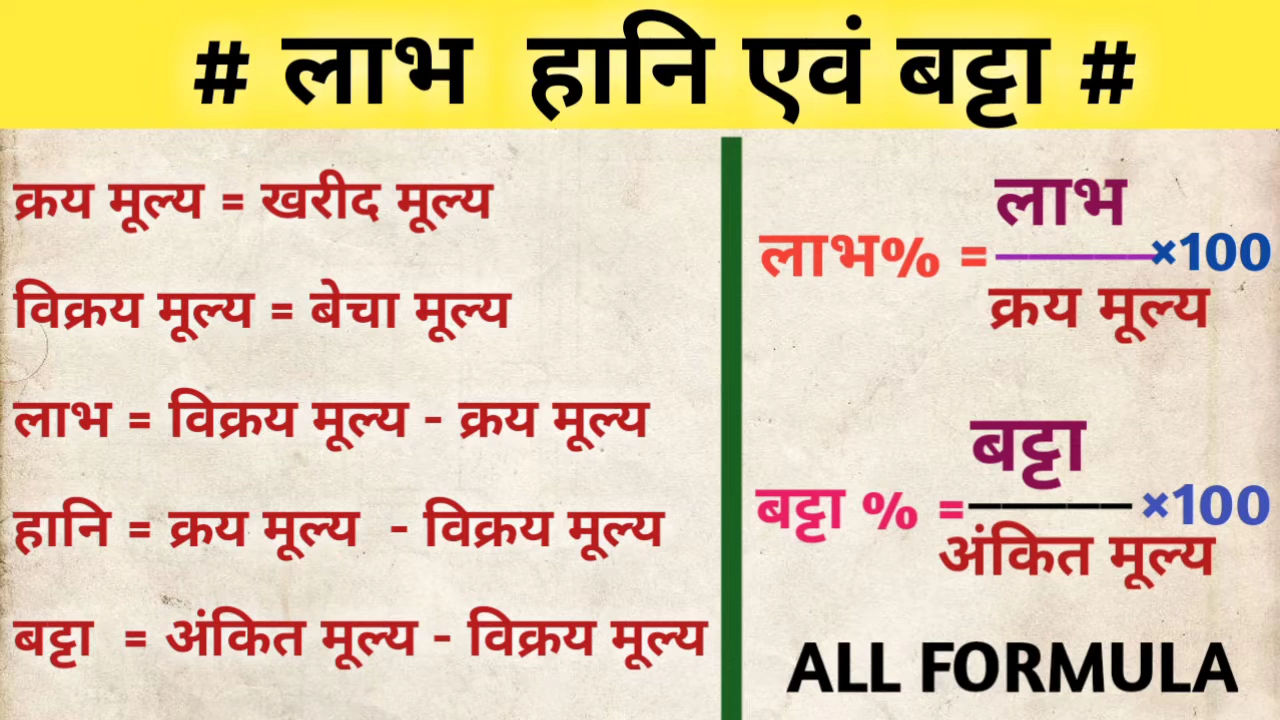 # लाभ हानि एवं बट्टा #
क्रय मूल्य = खरीद मूल्य
विक्रय मूल्य = बेचा मूल्य
लाभ = विक्रय मूल्य - क्रय मूल्य
हानि = क्रय मूल्य - विक्रय मूल्य
बट्टा = अंकित मूल्य - विक्रय मूल्य
लाभ
लाभ% = ×100
क्रय मूल्य
बट्टा
बट्टा % = ×100
अंकित मूल्य
ALL FORMULA